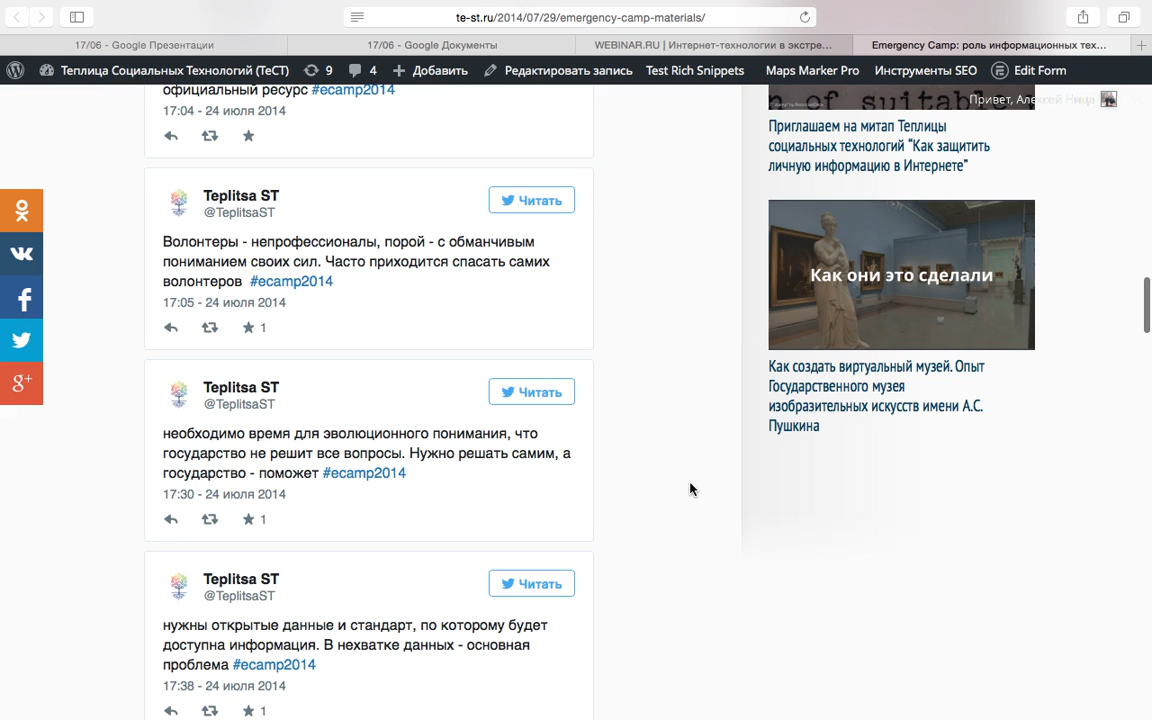 te-st.ru/2014/07/29/emergency-camp-materials/
17/06 - Google Презентации
17/06 - Google Документы
WEBINAR.RU | Интернет-технологии в экстре...
Emergency Camp: роль информационных тех...
Теплица Социальных Технологий (ТеСТ)
9
4
Добавить
Редактировать запись
Test Rich Snippets
Maps Marker Pro
Инструменты SEO
Edit Form
Привет, Алексей Ница
официальный ресурс #ecamp2014
17:04 - 24 июля 2014
Teplitsa ST
@TeplitsaST
Читать
Волонтеры - непрофессионалы, порой - с обманчивым
пониманием своих сил. Часто приходится спасать самих
волонтеров #ecamp2014
17:05 - 24 июля 2014
1
Teplitsa ST
@TeplitsaST
Читать
необходимо время для эволюционного понимания, что
государство не решит все вопросы. Нужно решать самим, а
государство - поможет #ecamp2014
17:30 - 24 июля 2014
1
Teplitsa ST
@TeplitsaST
Читать
нужны открытые данные и стандарт, по которому будет
доступна информация. В нехватке данных - основная
проблема #ecamp2014
17:38 - 24 июля 2014
1
n of suitable
Приглашаем на митап Теплицы
социальных технологий “Как защитить
личную информацию в Интернете”
Как они это сделали
Как создать виртуальный музей. Опыт
Государственного музея
изобразительных искусств имени А.С.
Пушкина